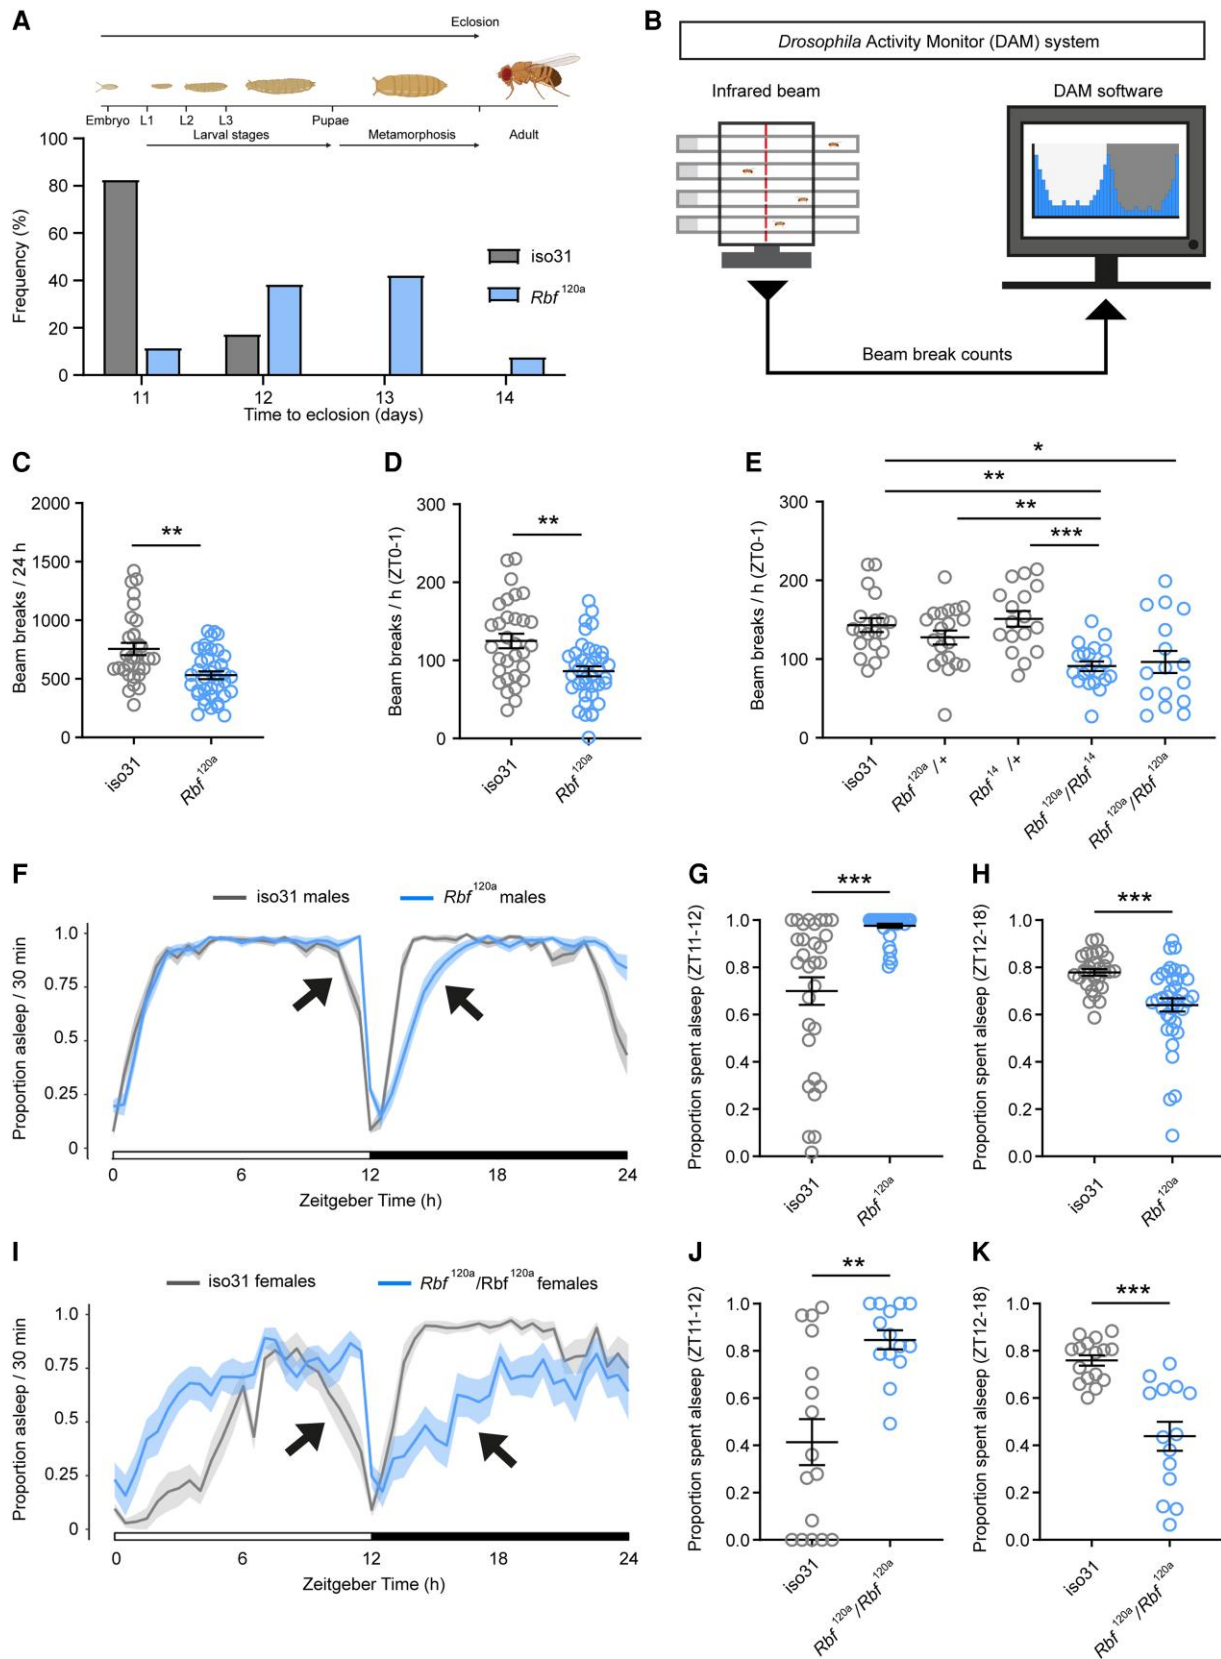 A
Eclosion
Embryo L1 L2 L3 Pupae
Larval stages Metamorphosis Adult
Frequency (%)
100
80
60
40
20
0
iso31
Rbf 120a
11 12 13 14
Time to eclosion (days)
B
Drosophila Activity Monitor (DAM) system
Infrared beam DAM software
Beam break counts
C
Beam breaks / 24 h
2000
1500
1000
500
0
**
iso31 Rbf 120a
D
Beam breaks / h (ZT0-1)
300
200
100
0
**
iso31 Rbf 120a
E
Beam breaks / h (ZT0-1)
300
200
100
0
*
**
**
***
iso31 Rbf 120a/+ Rbf 14/+ Rbf 120a/Rbf 14 Rbf 120a/Rbf 120a
F
iso31 males Rbf 120a males
Proportion asleep / 30 min
1.0
0.75
0.5
0.25
0
0 6 12 18 24
Zeitgeber Time (h)
G
Proportion spent alseep (ZT11-12)
1.0
0.8
0.6
0.4
0.2
0.0
***
iso31 Rbf 120a
H
Proportion spent alseep (ZT12-18)
1.0
0.8
0.6
0.4
0.2
0.0
***
iso31 Rbf 120a
I
iso31 females Rbf 120a/Rbf 120a females
Proportion asleep / 30 min
1.0
0.75
0.5
0.25
0
0 6 12 18 24
Zeitgeber Time (h)
J
Proportion spent alseep (ZT11-12)
1.0
0.8
0.6
0.4
0.2
0.0
**
iso31 Rbf 120a/Rbf 120a
K
Proportion spent alseep (ZT12-18)
1.0
0.8
0.6
0.4
0.2
0.0
***
iso31 Rbf 120a/Rbf 120a